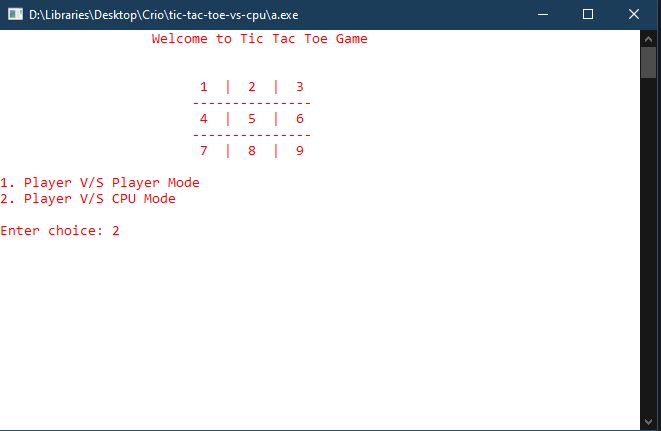 D:\Libraries\Desktop\Crio\tic-tac-toe-vs-cpu\a.exe
Welcome to Tic Tac Toe Game
1 | 2 | 3
---------------
4 | 5 | 6
---------------
7 | 8 | 9
1. Player V/S Player Mode
2. Player V/S CPU Mode
Enter choice: 2